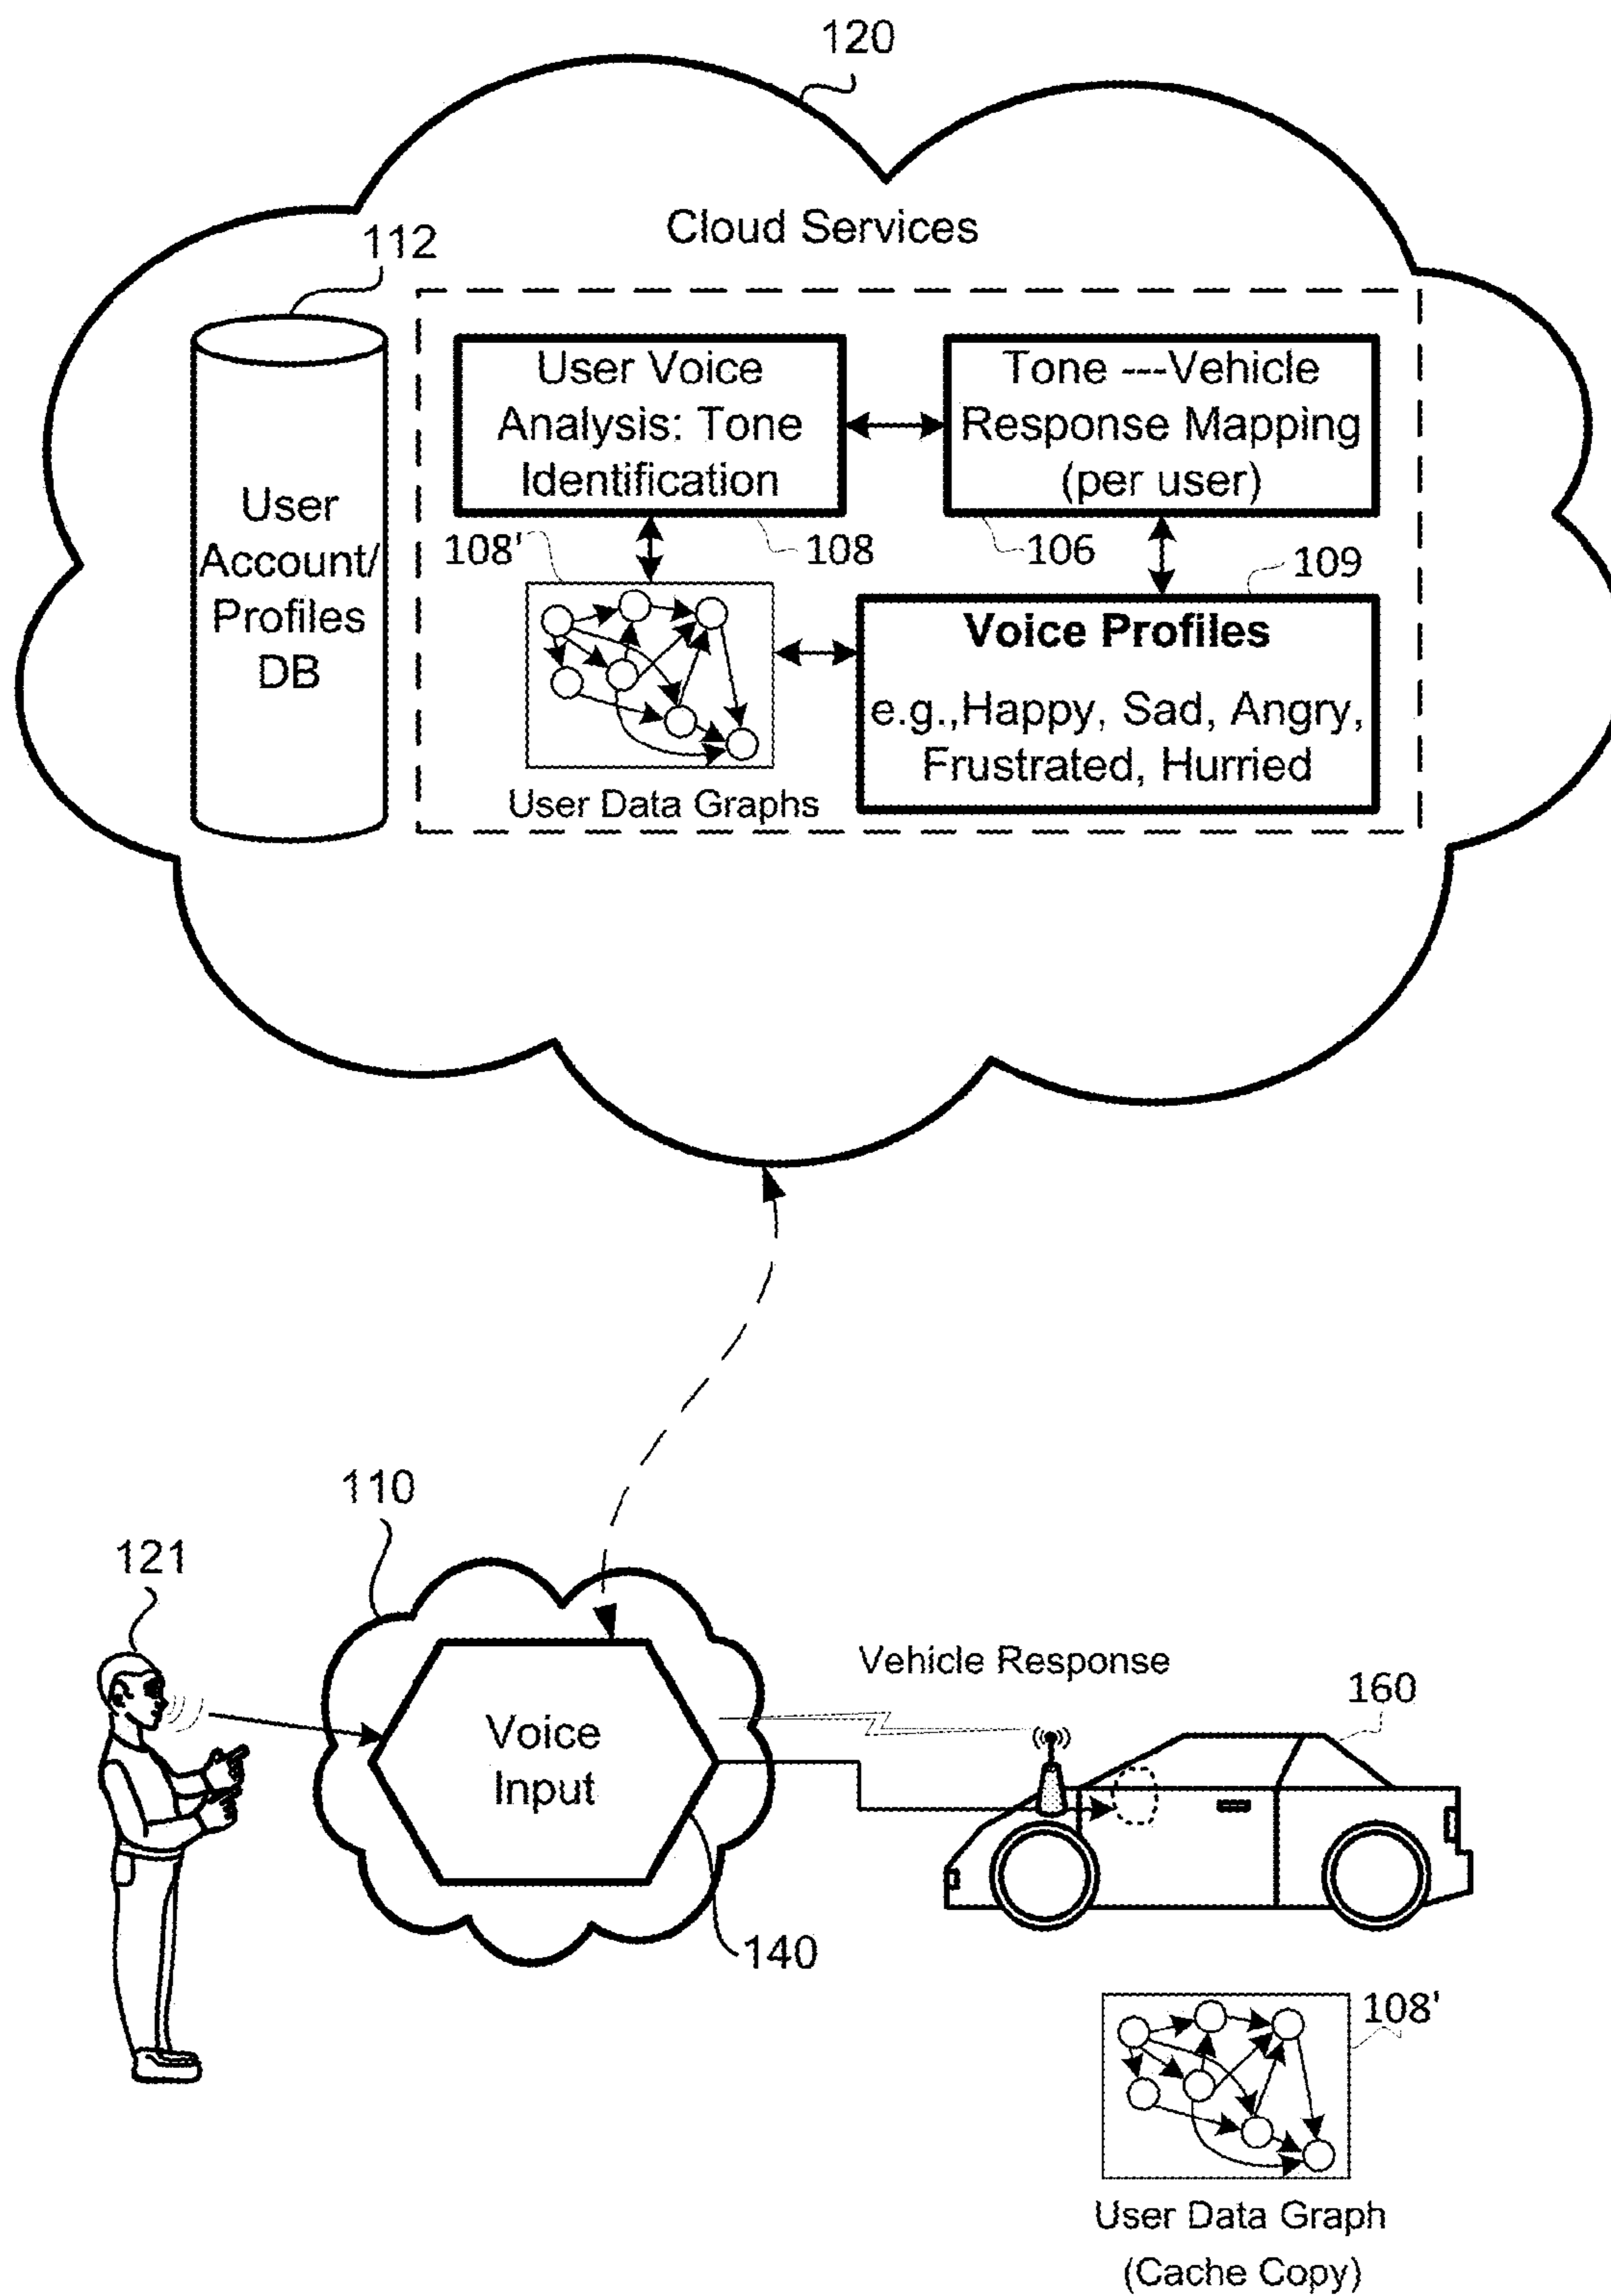 120
Cloud Services
112
User
Account/
Profiles
DB
User Voice
Analysis: Tone
Identification
Tone ---Vehicle
Response Mapping
(per user)
108'
108
106
109
Voice Profiles
e.g.,Happy, Sad, Angry,
Frustrated, Hurried
User Data Graphs
110
121
Voice
Input
140
Vehicle Response
160
108'
User Data Graph
(Cache Copy)